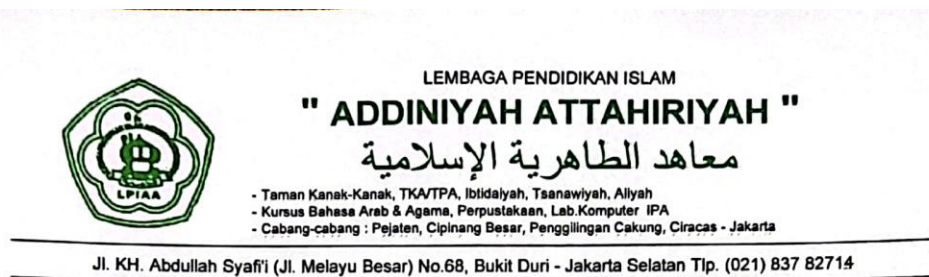 LEMBAGA PENDIDIKAN ISLAM
" ADDINIYAH ATTAHIRIYAH "
معاهد الطاهرية الإسلامية
LPIAA
- Taman Kanak-Kanak, TKA/TPA, Ibtidaiyah, Tsanawiyah, Aliyah
- Kursus Bahasa Arab & Agama, Perpustakaan, Lab.Komputer IPA
- Cabang-cabang : Pejaten, Cipinang Besar, Penggilingan Cakung, Ciracas - Jakarta
Jl. KH. Abdullah Syafi'i (Jl. Melayu Besar) No.68, Bukit Duri - Jakarta Selatan Tlp. (021) 837 82714